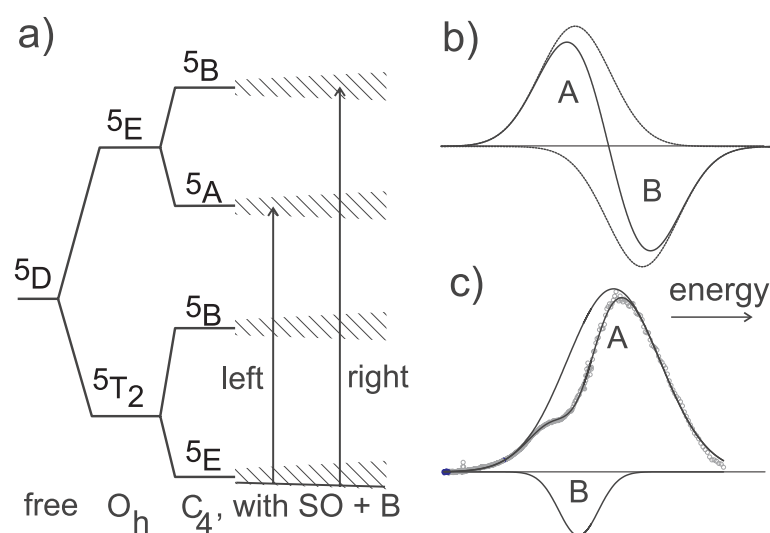 a)
5B
5E
5A
5D
5B
left
right
5T2
5E
free Oh C4, with SO + B
b)
A
B
c)
energy
A
B